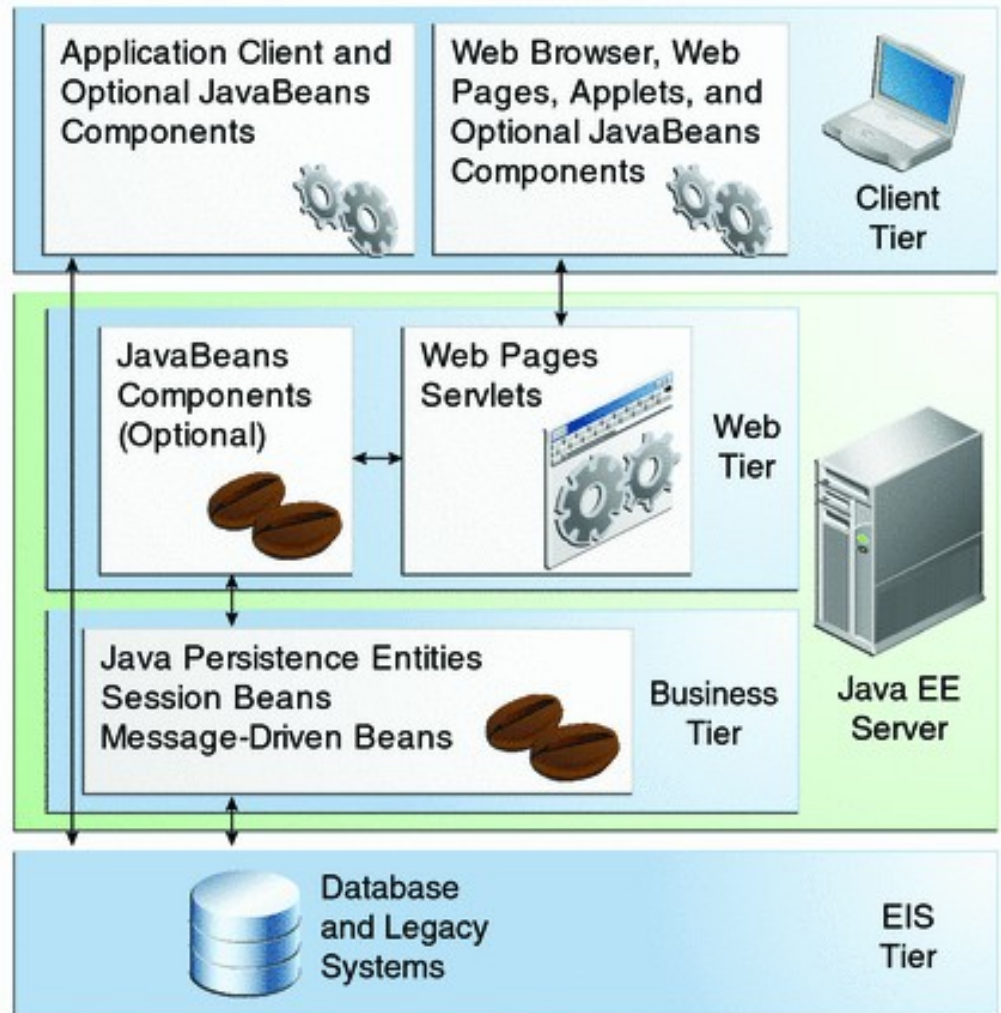 Application Client and
Optional JavaBeans
Components
Web Browser, Web
Pages, Applets, and
Optional JavaBeans
Components
Client
Tier
JavaBeans
Components
(Optional)
Web Pages
Servlets
Web
Tier
Java Persistence Entities
Session Beans
Message-Driven Beans
Business
Tier
Java EE
Server
Database
and Legacy
Systems
EIS
Tier